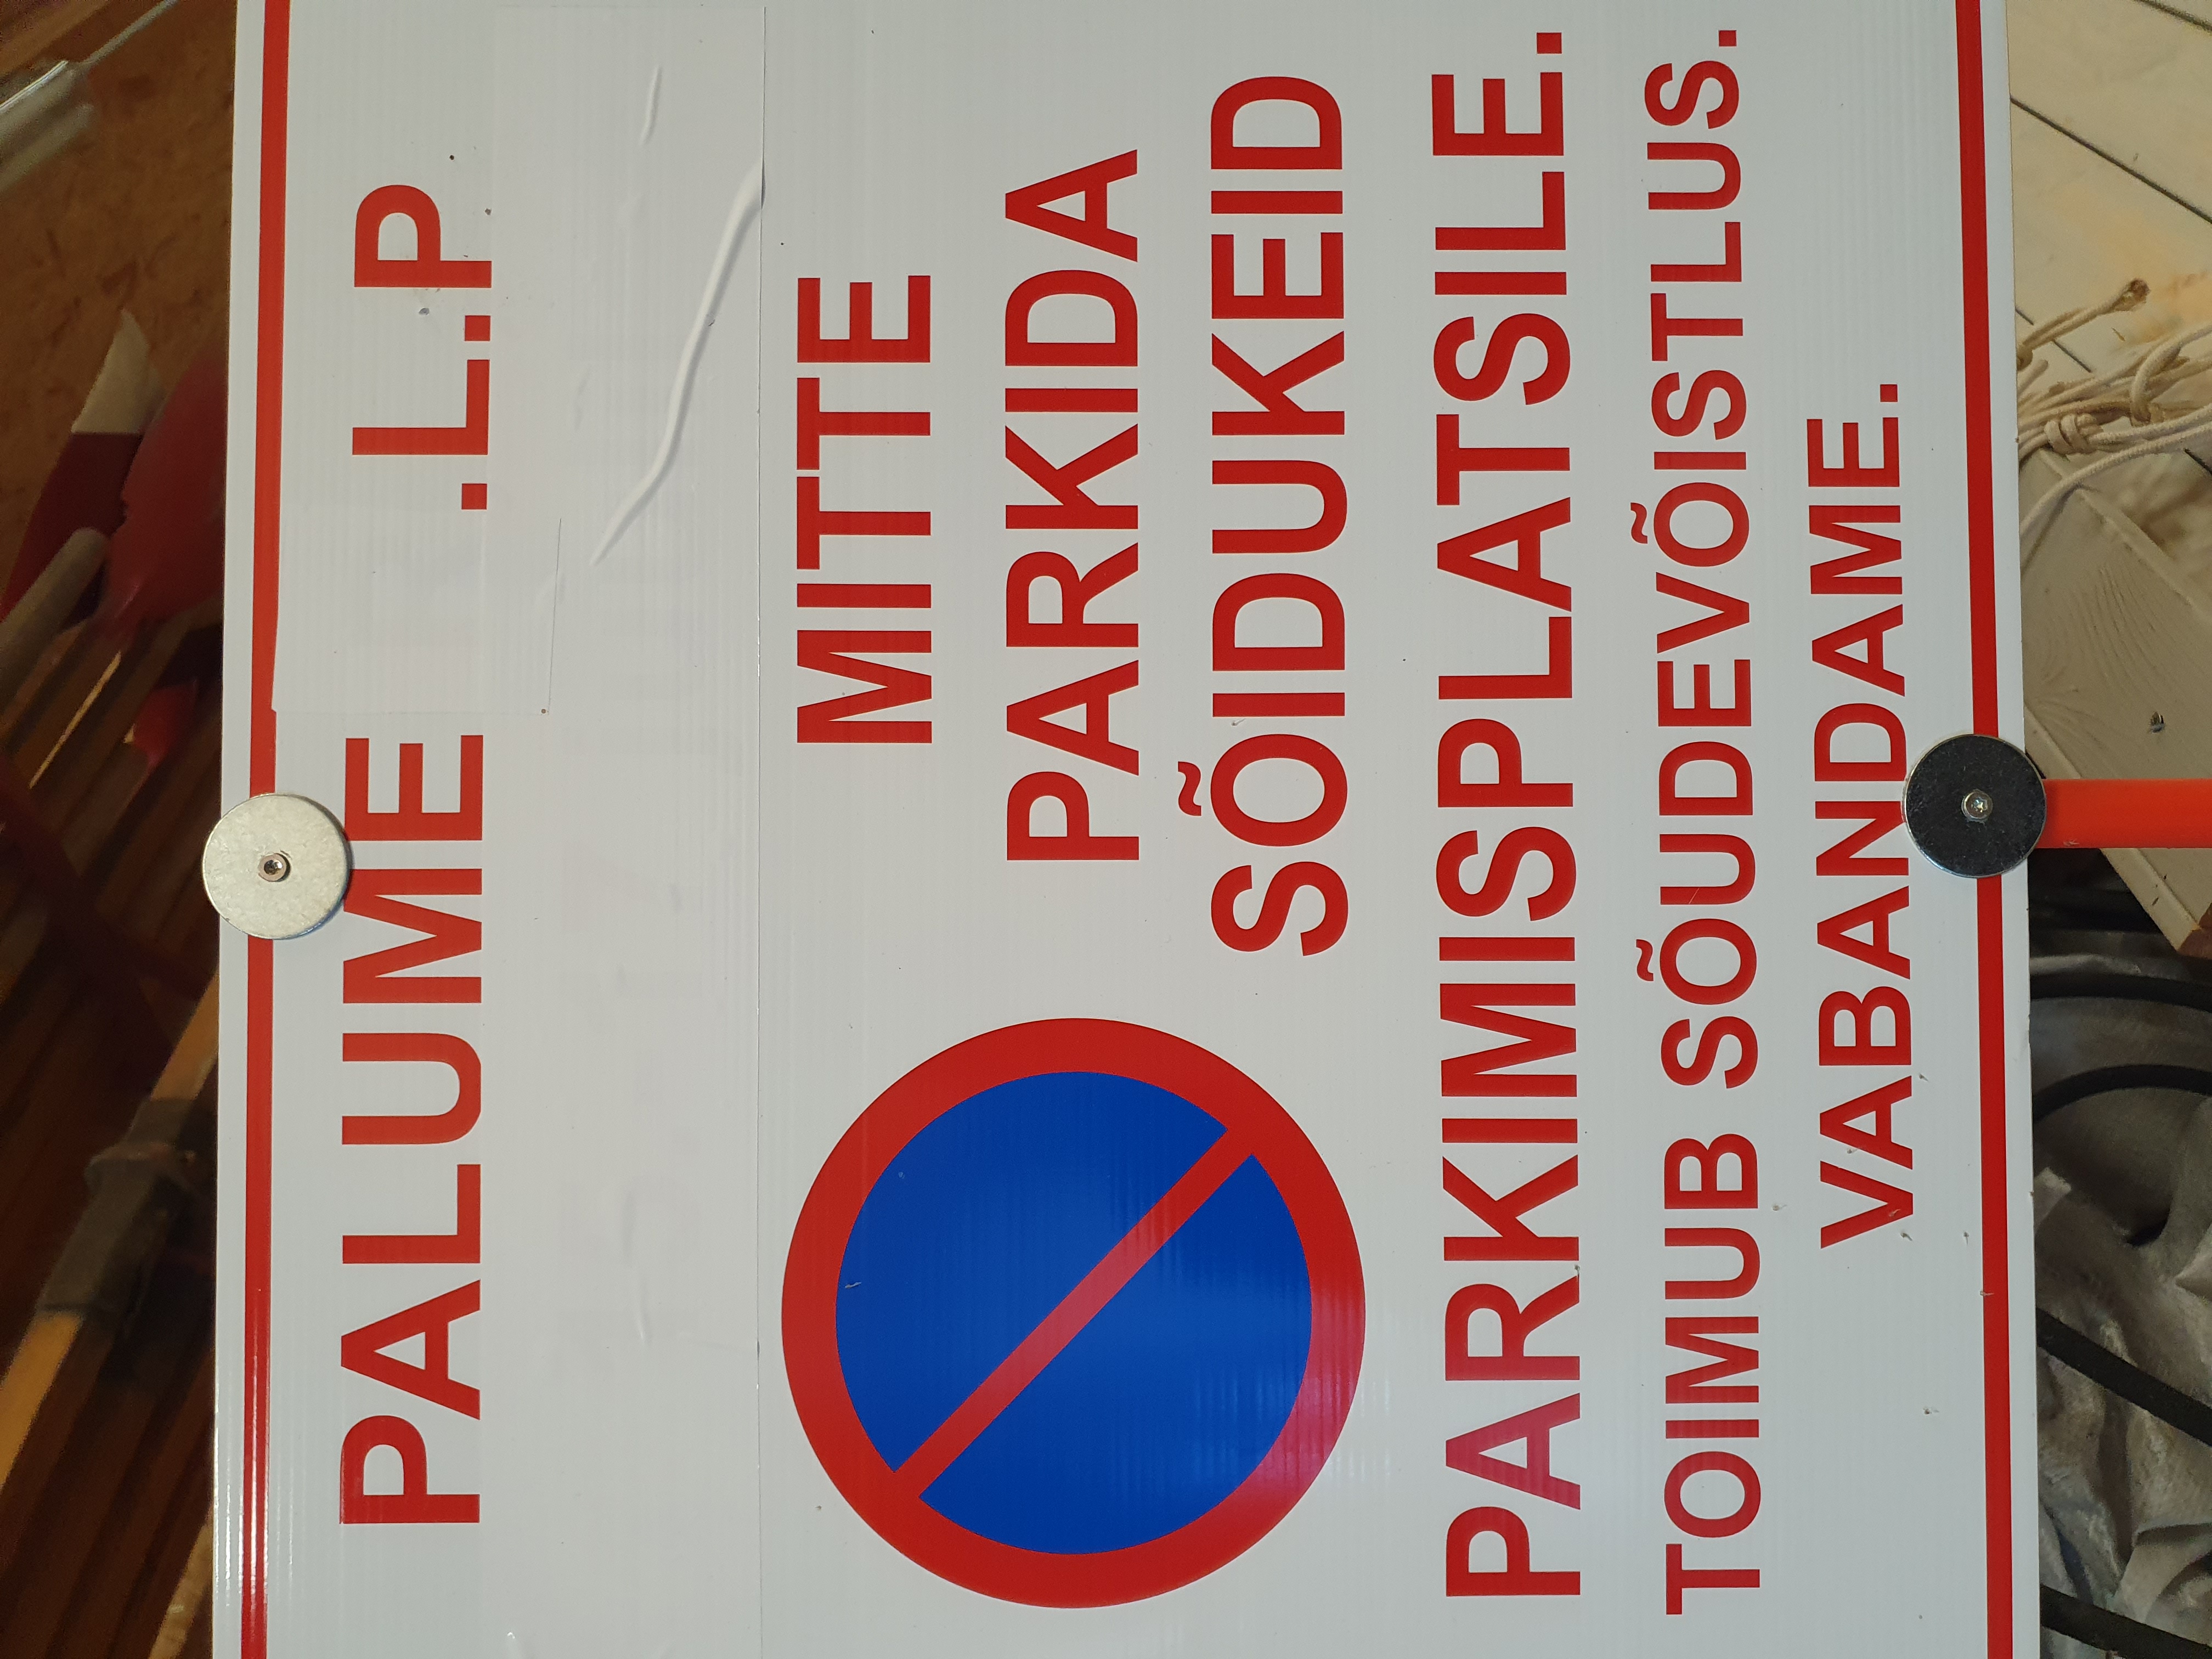 PALUME .L.P
MITTE
PARKIDA
SÕIDUKEID
PARKIMISPLATSILE.
TOIMUB SÕUDEVÕISTLUS.
VABANDAME.